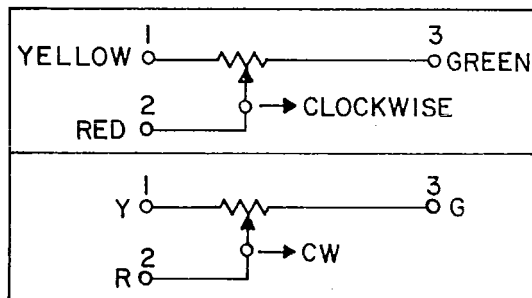 1 3
YELLOW GREEN
2 CLOCKWISE
RED
1 3
Y G
2 CW
R